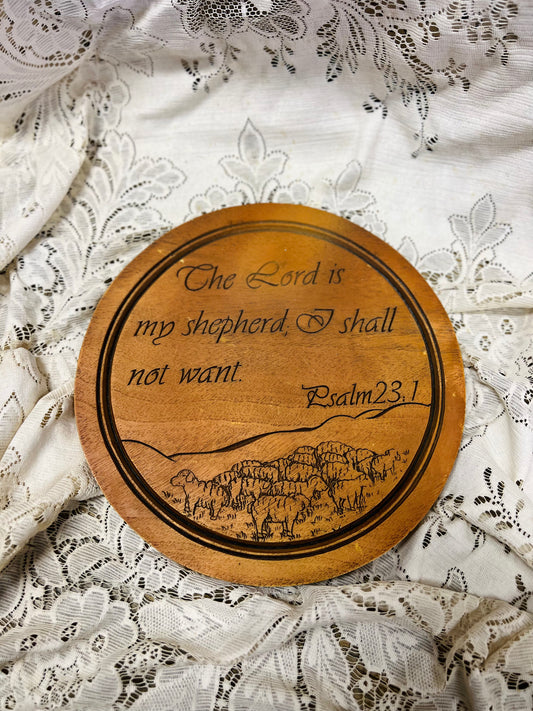 The Lord is
my shepherd, I shall
not want.
Psalm23:1